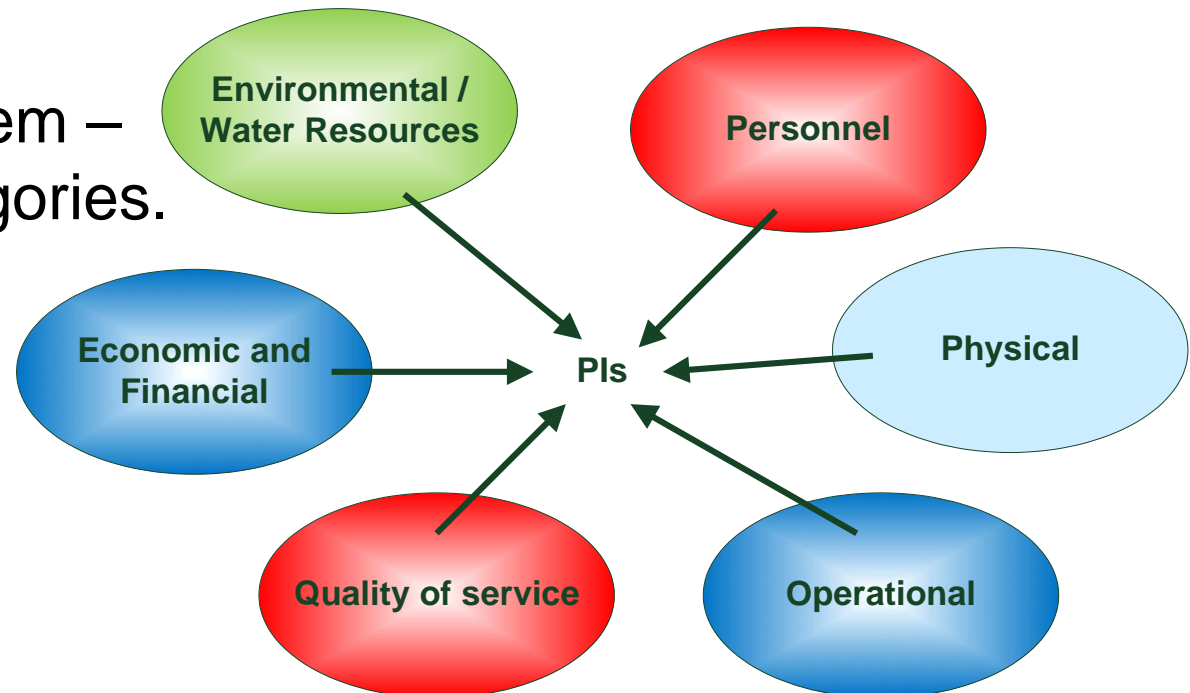 em –
gories.
Environmental /
Water Resources
Personnel
Economic and
Financial
PIs
Physical
Quality of service
Operational